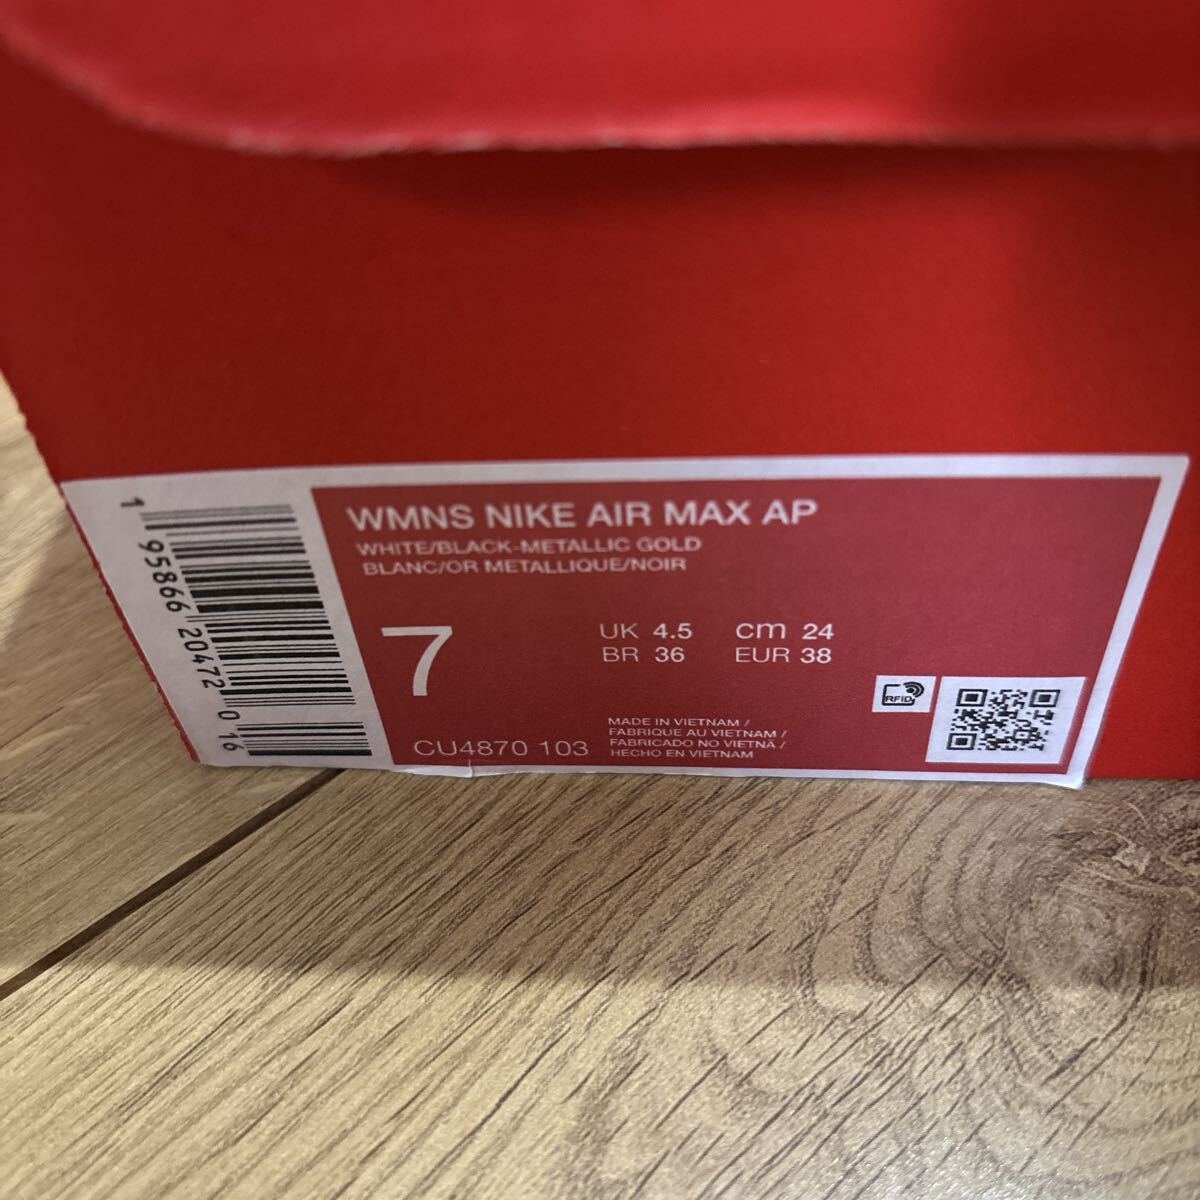 WMNS NIKE AIR MAX AP
WHITE/BLACK-METALLIC GOLD
BLANC/OR METALLIQUE/NOIR
7
UK 4.5 cm 24
BR 36 EUR 38
CU4870 103
MADE IN VIETNAM /
FABRIQUE AU VIETNAM /
FABRICADO NO VIETNÃ /
HECHO EN VIETNAM
RFID
1 95866 20472 0 16